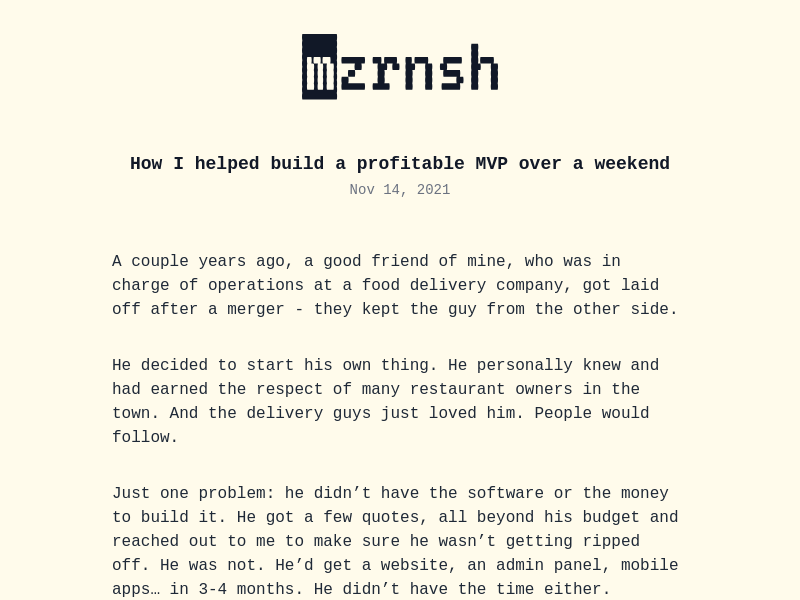 mzrnsh
How I helped build a profitable MVP over a weekend
Nov 14, 2021
A couple years ago, a good friend of mine, who was in
charge of operations at a food delivery company, got laid
off after a merger - they kept the guy from the other side.
He decided to start his own thing. He personally knew and
had earned the respect of many restaurant owners in the
town. And the delivery guys just loved him. People would
follow.
Just one problem: he didn’t have the software or the money
to build it. He got a few quotes, all beyond his budget and
reached out to me to make sure he wasn’t getting ripped
off. He was not. He’d get a website, an admin panel, mobile
apps… in 3-4 months. He didn’t have the time either.